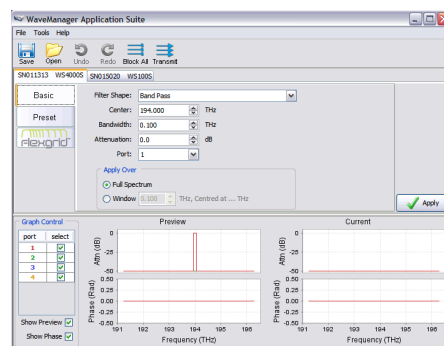 WaveManager Application Suite
File Tools Help
Save Open Undo Redo Block All Transmit
SN011313 WS4000S SN015020 WS100S
Basic
Preset
flexgrid
Filter Shape: Band Pass
Center: 194.000 THz
Bandwidth: 0.100 THz
Attenuation: 0.0 dB
Port: 1
Apply Over
Full Spectrum
Window 0.100 THz, Centred at ... THz
Apply
Graph Control
port select
1
2
3
4
Show Preview
Show Phase
Preview
Attn (dB)
0
-25
-50
Phase (Rad)
0.50
0.25
0.00
-0.25
-0.50
191 192 193 194 195 196
Frequency (THz)
Current
Attn (dB)
0
-25
-50
Phase (Rad)
0.50
0.25
0.00
-0.25
-0.50
191 192 193 194 195 196
Frequency (THz)